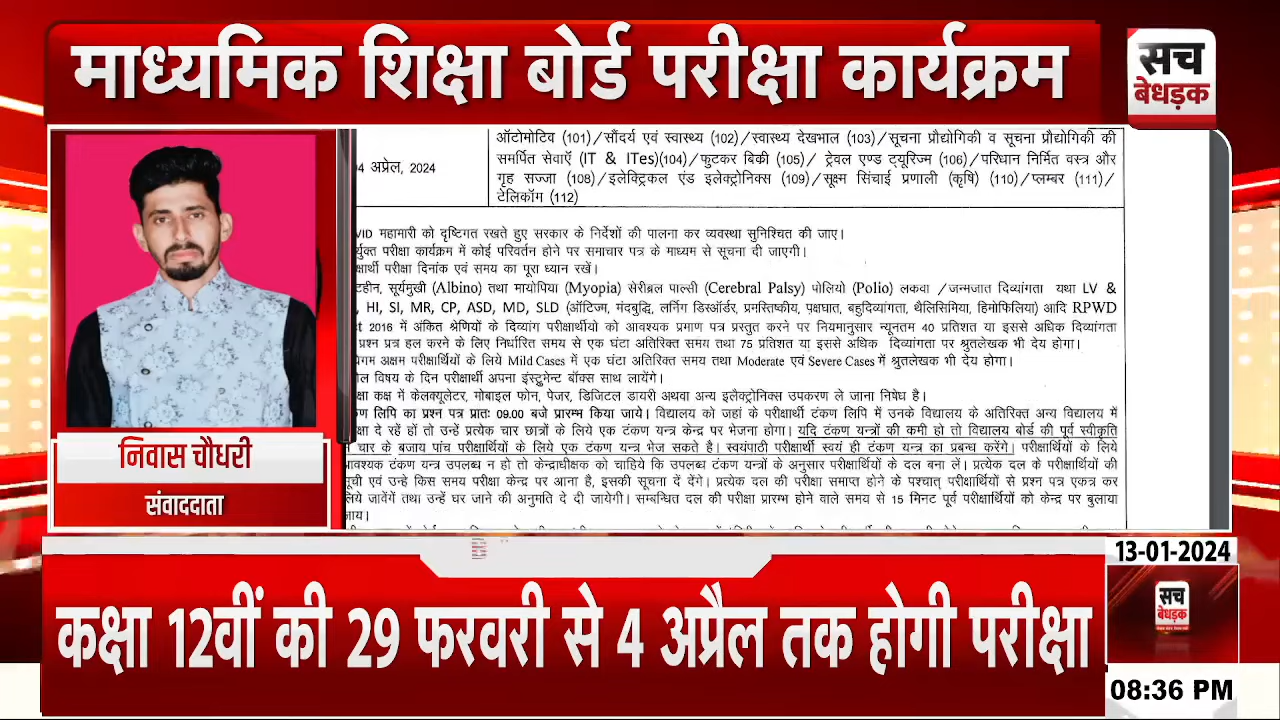 माध्यमिक शिक्षा बोर्ड परीक्षा कार्यक्रम
सच
बेधड़क
04 अप्रेल, 2024
ऑटोमोटिव (101)/सौंदर्य एवं स्वास्थ्य (102)/स्वास्थ्य देखभाल (103)/सूचना प्रौद्योगिकी व सूचना प्रौद्योगिकी की
समर्पित सेवाएँ (IT & ITes)(104)/फुटकर बिकी (105)/ ट्रेवल एण्ड ट्यूरिज्म (106)/परिधान निर्मित वस्त्र और
गृह सज्जा (108)/इलेक्ट्रिकल एंड इलेक्ट्रोनिक्स (109)/सूक्ष्म सिंचाई प्रणाली (कृषि) (110)/प्लम्बर (111)/
टेलिकॉग (112)
महामारी को दृष्टिगत रखते हुए सरकार के निर्देशों की पालना कर व्यवस्था सुनिश्चित की जाए।
परीक्षा कार्यक्रम में कोई परिवर्तन होने पर समाचार पत्र के माध्यम से सूचना दी जाएगी।
परीक्षा दिनांक एवं समय का पूरा ध्यान रखें।
सूर्यमुखी (Albino) तथा मायोपिया (Myopia) सेरीब्रल पाल्सी (Cerebral Palsy) पोलियो (Polio) लकवा /जन्मजात दिव्यांगता यथा LV &
HI, SI, MR, CP, ASD, MD, SLD (ऑटिज्म, मंदबुद्धि, लर्निग डिसऑर्डर, प्रमस्तिष्कीय, पक्षघात, बहुदिव्यांगता, थैलिसिमिया, हिमोफिलिया) आदि RPWD
2016 में अंकित श्रेणियों के दिव्यांग परीक्षार्थीयो को आवश्यक प्रमाण पत्र प्रस्तुत करने पर नियमानुसार न्यूनतम 40 प्रतिशत या इससे अधिक दिव्यांगता
प्रश्न प्रत्र हल करने के लिए निर्धारित समय से एक घंटा अतिरिक्त समय तथा 75 प्रतिशत या इससे अधिक दिव्यांगता पर श्रुतलेखक भी देय होगा।
अक्षम परीक्षार्थियों के लिये Mild Cases में एक घंटा अतिरिक्त समय तथा Moderate एवं Severe Cases में श्रुतलेखक भी देय होगा।
विषय के दिन परीक्षार्थी अपना इंस्टुमेन्ट बॉक्स साथ लायेंगे।
कक्ष में केलक्यूलेटर, मोबाइल फोन, पेजर, डिजिटल डायरी अथवा अन्य इलैक्ट्रोनिक्स उपकरण ले जाना निषेध है।
लिपि का प्रश्न पत्र प्रातः 09.00 बजे प्रारम्भ किया जाये। विद्यालय को जहां के परीक्षार्थी टंकण लिपि में उनके विद्यालय के अतिरिक्त अन्य विद्यालय में
दे रहें हों तो उन्हें प्रत्येक चार छात्रों के लिये एक टंकण यन्त्र केन्द्र पर भेजना होगा। यदि टंकण यन्त्रों की कमी हो तो विद्यालय बोर्ड की पूर्व स्वीकृति
चार के बजाय पांच परीक्षार्थियों के लिये एक टंकण यन्त्र भेज सकते है। स्वयंपाठी परीक्षार्थी स्वयं ही टंकण यन्त्र का प्रबन्ध करेंगे। परीक्षार्थियों के लिये
आवश्यक टंकण यन्त्र उपलब्ध न हो तो केन्द्राधीक्षक को चाहिये कि उपलब्ध टंकण यन्त्रों के अनुसार परीक्षार्थियों के दल बना लें। प्रत्येक दल के परीक्षार्थियों की
सूची एवं उन्हे किस समय परीक्षा केन्द्र पर आना है, इसकी सूचना दें देंगे। प्रत्येक दल की परीक्षा समाप्त होने के पश्चात् परीक्षार्थियों से प्रश्न पत्र एकत्र कर
लिये जावेंगें तथा उन्हें घर जाने की अनुमति दे दी जायेगी। सम्बन्धित दल की परीक्षा प्रारम्भ होने वाले समय से 15 मिनट पूर्व परीक्षार्थियों को केन्द्र पर बुलाया
जाय।
निवास चौधरी
संवाददाता
13-01-2024
कक्षा 12वीं की 29 फरवरी से 4 अप्रैल तक होगी परीक्षा
सच
बेधड़क
08:36 PM